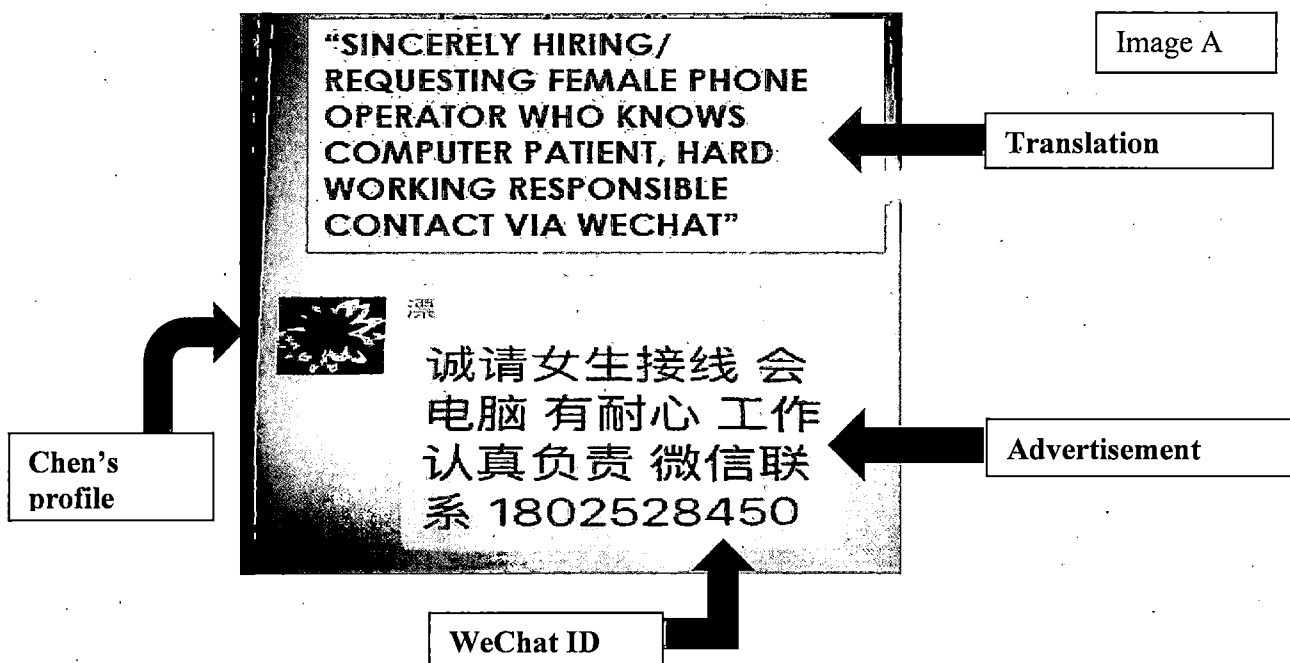 Image A
“SINCERELY HIRING/
REQUESTING FEMALE PHONE
OPERATOR WHO KNOWS
COMPUTER PATIENT, HARD
WORKING RESPONSIBLE
CONTACT VIA WECHAT”
Translation
漂
诚请女生接线 会
电脑 有耐心 工作
认真负责 微信联
系 1802528450
Chen’s
profile
Advertisement
WeChat ID